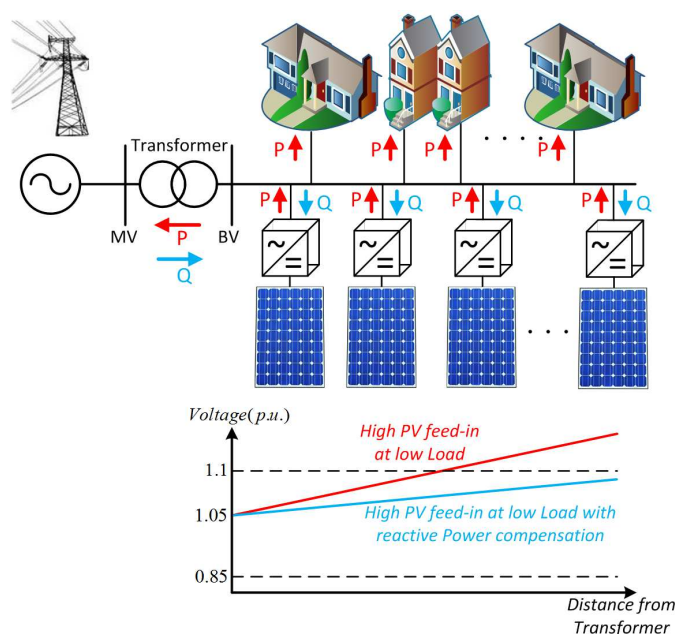 Transformer
P
P
P
P
MV
P
Q
BV
P
Q
P
Q
P
Q
P
Q
Voltage(p.u.)
High PV feed-in
at low Load
1.1
1.05
High PV feed-in at low Load with
reactive Power compensation
0.85
Distance from
Transformer